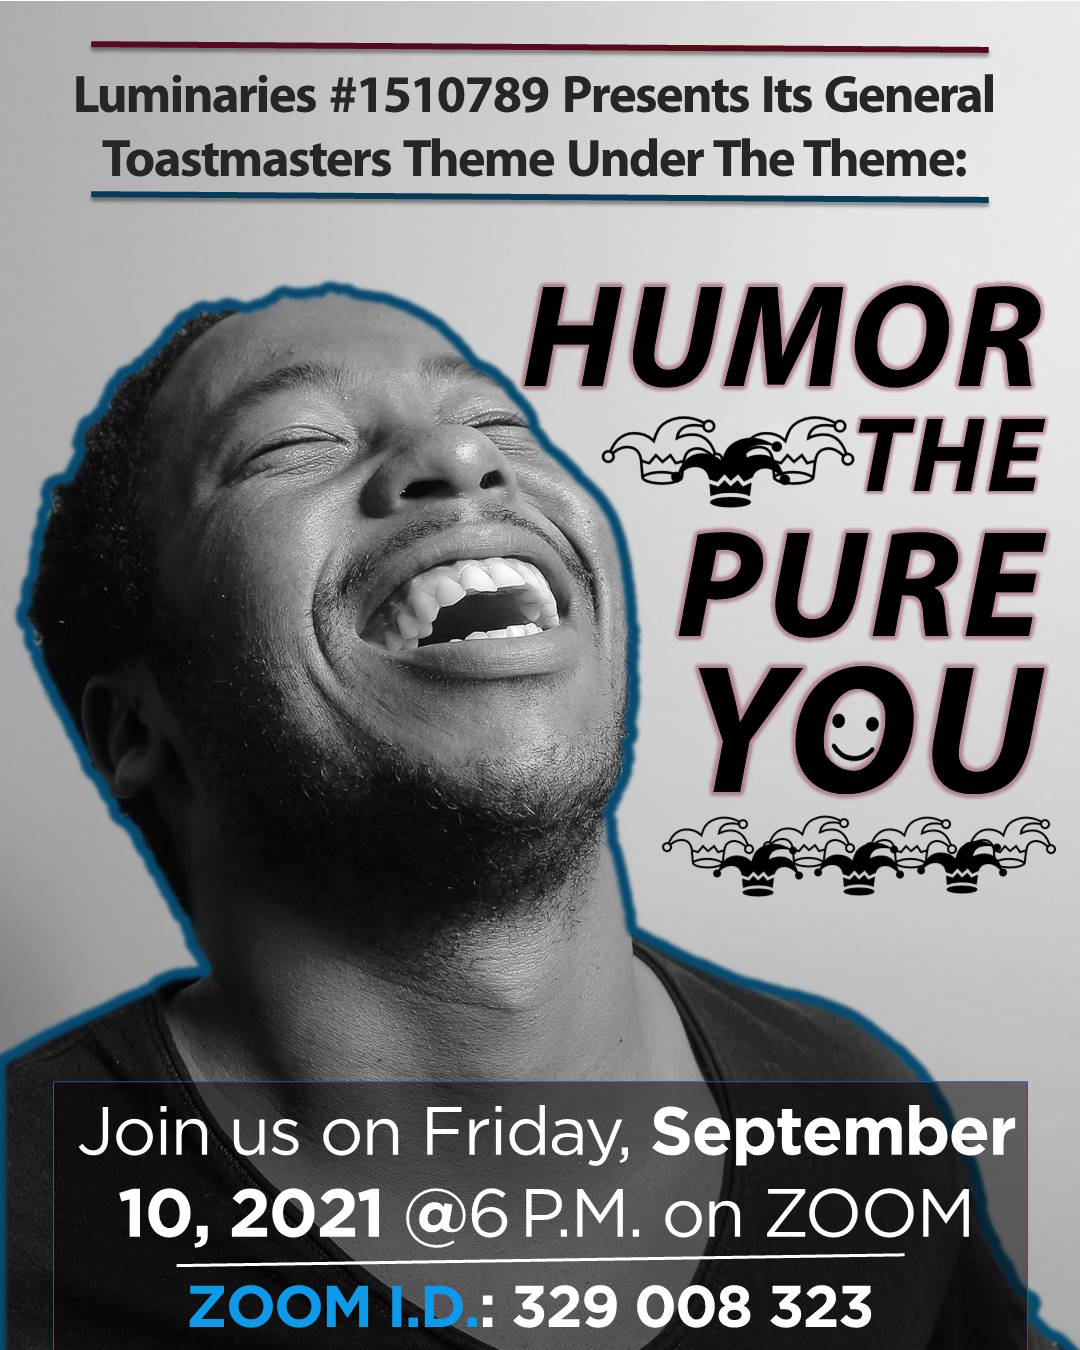 Luminaries #1510789 Presents Its General
Toastmasters Theme Under The Theme:
HUMOR
THE
PURE
YOU
Join us on Friday, September
10, 2021 @6 P.M. on ZOOM
ZOOM I.D.: 329 008 323